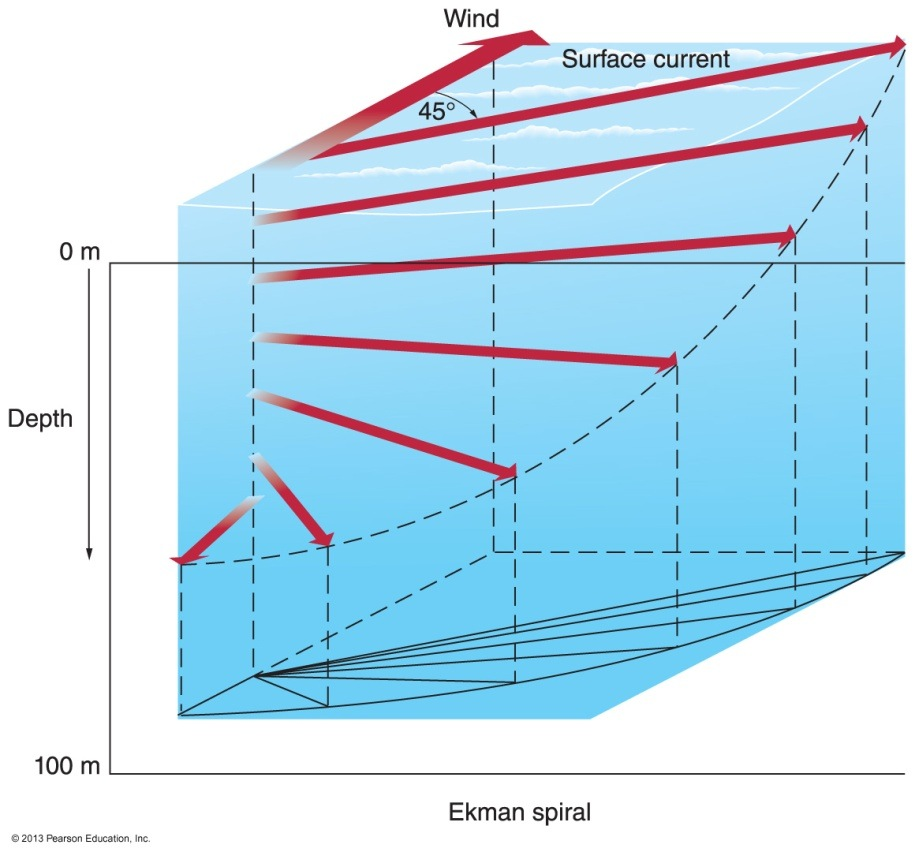 Wind
Surface current
45°
0 m
Depth
100 m
Ekman spiral
© 2013 Pearson Education, Inc.